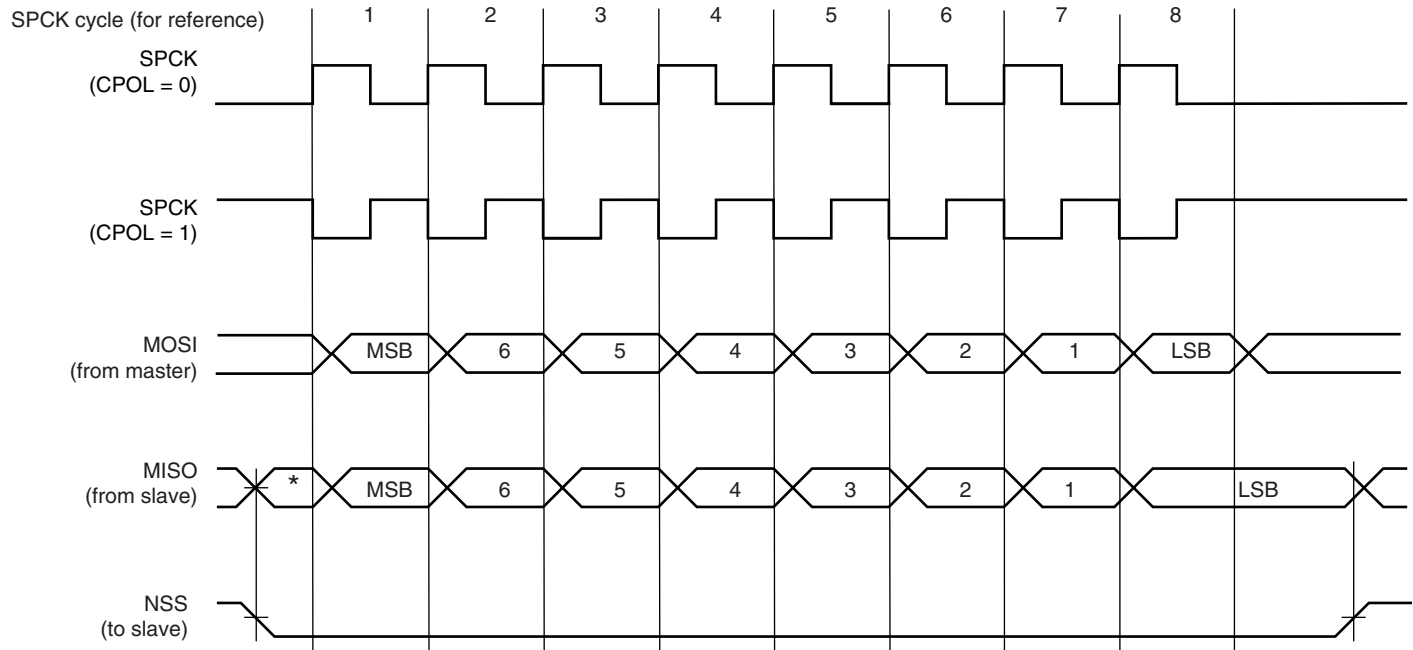 SPCK cycle (for reference) 1 2 3 4 5 6 7 8
SPCK
(CPOL = 0)
SPCK
(CPOL = 1)
MOSI
(from master)
MSB 6 5 4 3 2 1 LSB
MISO
(from slave)
* MSB 6 5 4 3 2 1 LSB
NSS
(to slave)